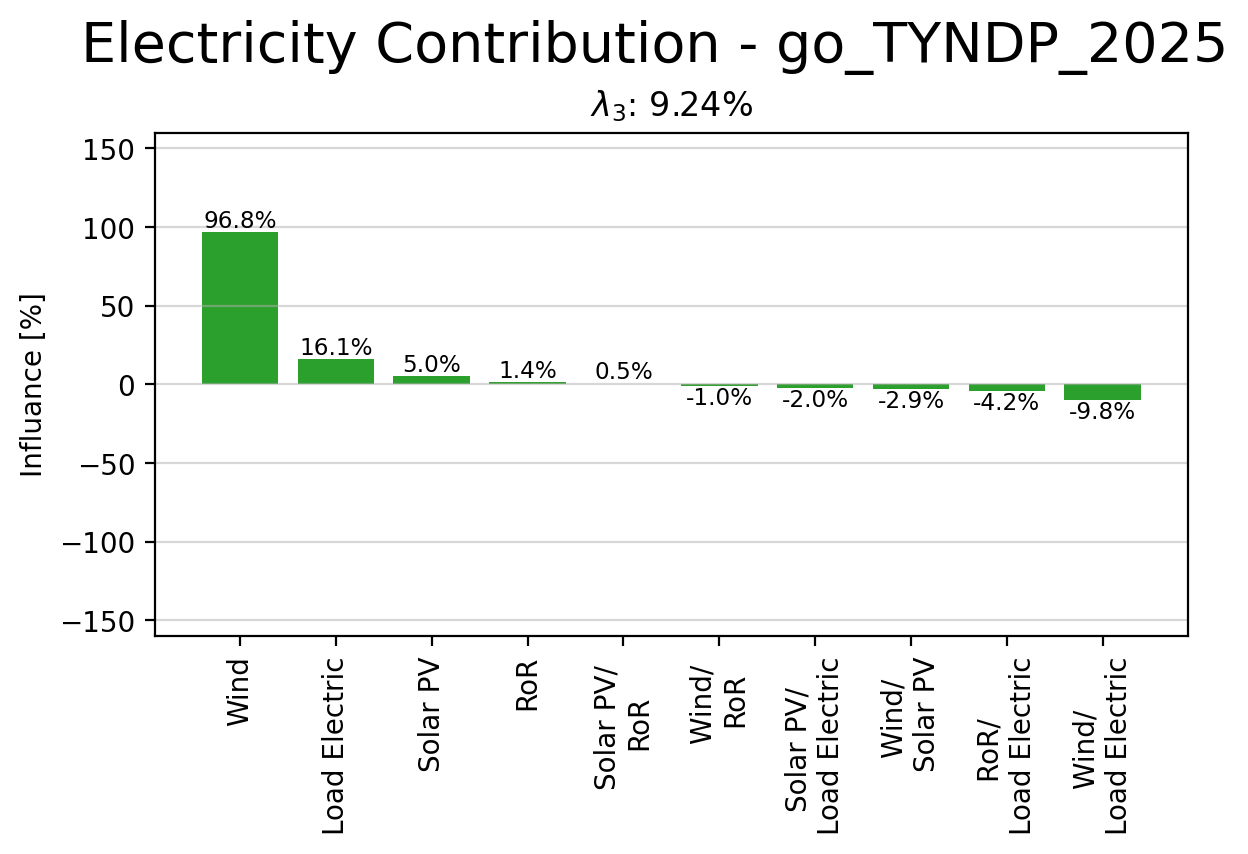 Electricity Contribution - go_TYNDP_2025
λ3: 9.24%
Influance [%]
150
100
50
0
−50
−100
−150
96.8%
16.1%
5.0%
1.4%
0.5%
-1.0%
-2.0%
-2.9%
-4.2%
-9.8%
Wind
Load Electric
Solar PV
RoR
Solar PV/
RoR
Wind/
RoR
Solar PV/
Load Electric
Wind/
Solar PV
RoR/
Load Electric
Wind/
Load Electric